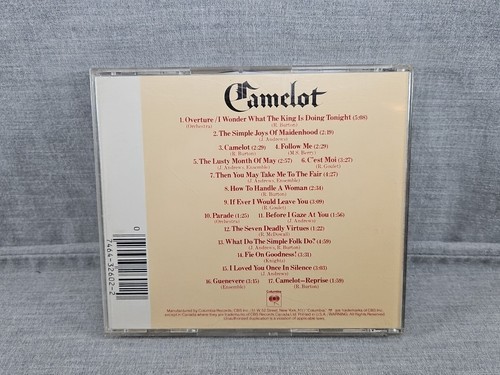 Camelot
1. Overture/I Wonder What The King Is Doing Tonight (5:08)
(Orchestra) (R. Burton)
2. The Simple Joys Of Maidenhood (2:19)
(J. Andrews)
3. Camelot (2:29) 4. Follow Me (2:29)
(R. Burton) (M.S. Berry)
5. The Lusty Month Of May (2:57) 6. C'est Moi (5:27)
(J. Andrews, Ensemble) (R. Goulet)
7. Then You May Take Me To The Fair (4:27)
(J. Andrews, Ensemble)
8. How To Handle A Woman (2:34)
(R. Burton)
9. If Ever I Would Leave You (3:09)
(R. Goulet)
10. Parade (1:25) 11. Before I Gaze At You (1:56)
(Orchestra) (J. Andrews)
12. The Seven Deadly Virtues (1:22)
(R. McDowall)
13. What Do The Simple Folk Do? (4:59)
(J. Andrews, R. Burton)
14. Fie On Goodness! (3:31)
(Knights)
15. I Loved You Once In Silence (3:03)
(J. Andrews)
16. Guenevere (3:15) 17. Camelot—Reprise (1:59)
(Ensemble) (R. Burton)
Columbia
0 7464-32602-2